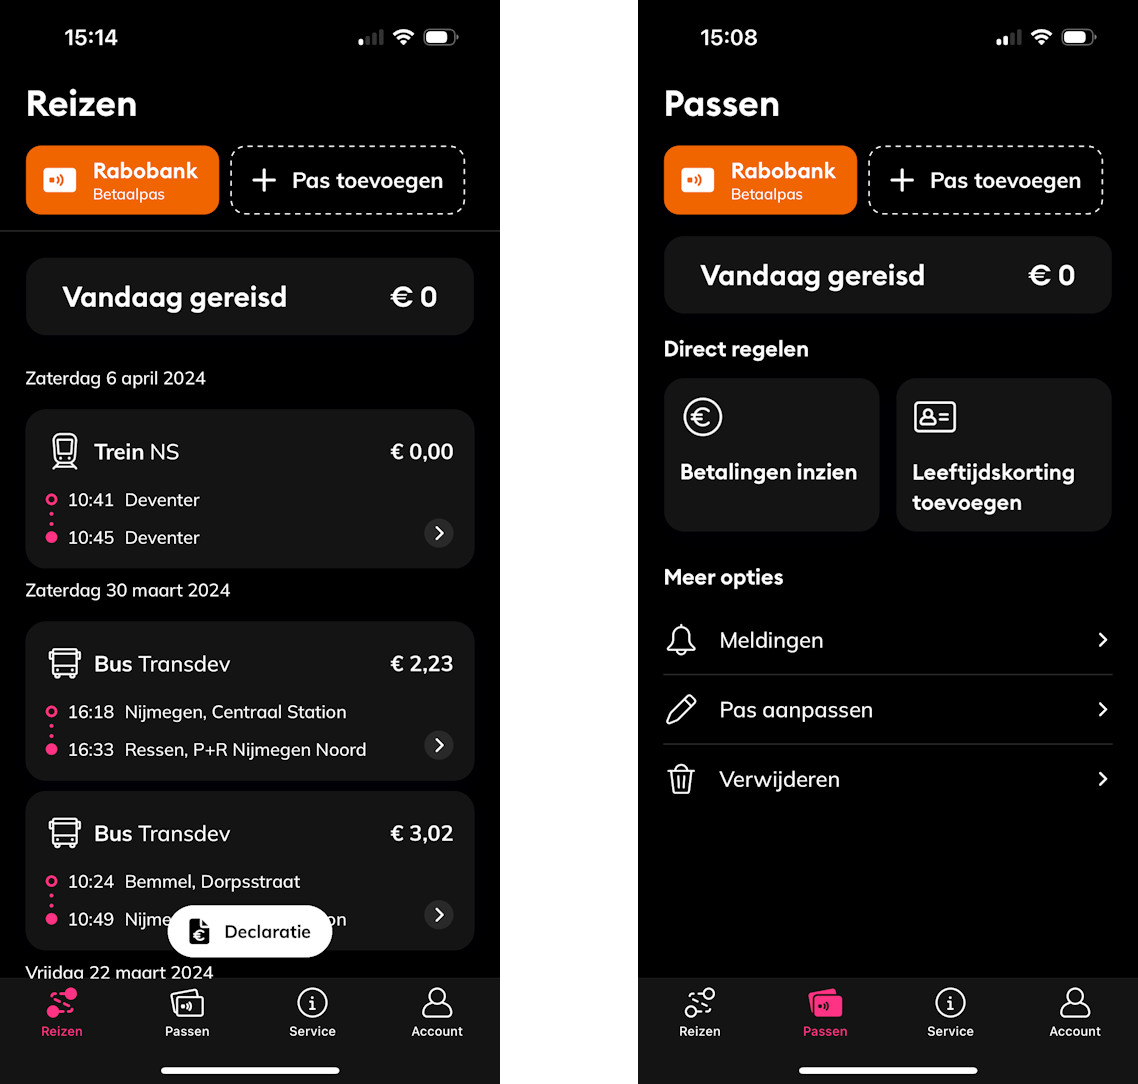 15:14
Reizen
Rabobank
Betaalpas
Pas toevoegen
Vandaag gereisd € 0
Zaterdag 6 april 2024
Trein NS € 0,00
10:41 Deventer
10:45 Deventer
Zaterdag 30 maart 2024
Bus Transdev € 2,23
16:18 Nijmegen, Centraal Station
16:33 Ressen, P+R Nijmegen Noord
Bus Transdev € 3,02
10:24 Bemmel, Dorpsstraat
10:49
Declaratie
Vrijdag 22 maart 2024
Reizen Passen Service Account
15:08
Passen
Rabobank
Betaalpas
Pas toevoegen
Vandaag gereisd € 0
Direct regelen
Betalingen inzien
Leeftijdskorting
toevoegen
Meer opties
Meldingen
Pas aanpassen
Verwijderen
Reizen Passen Service Account